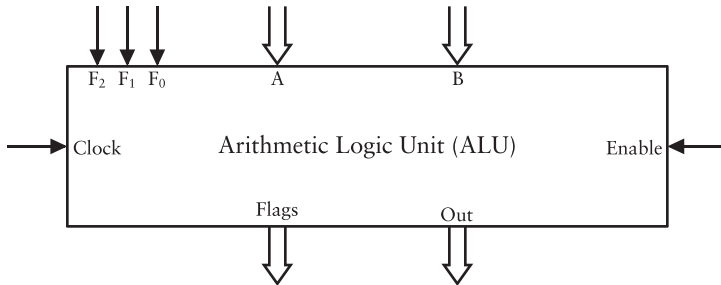 F₂ F₁ F₀ A B
Clock Arithmetic Logic Unit (ALU) Enable
Flags Out